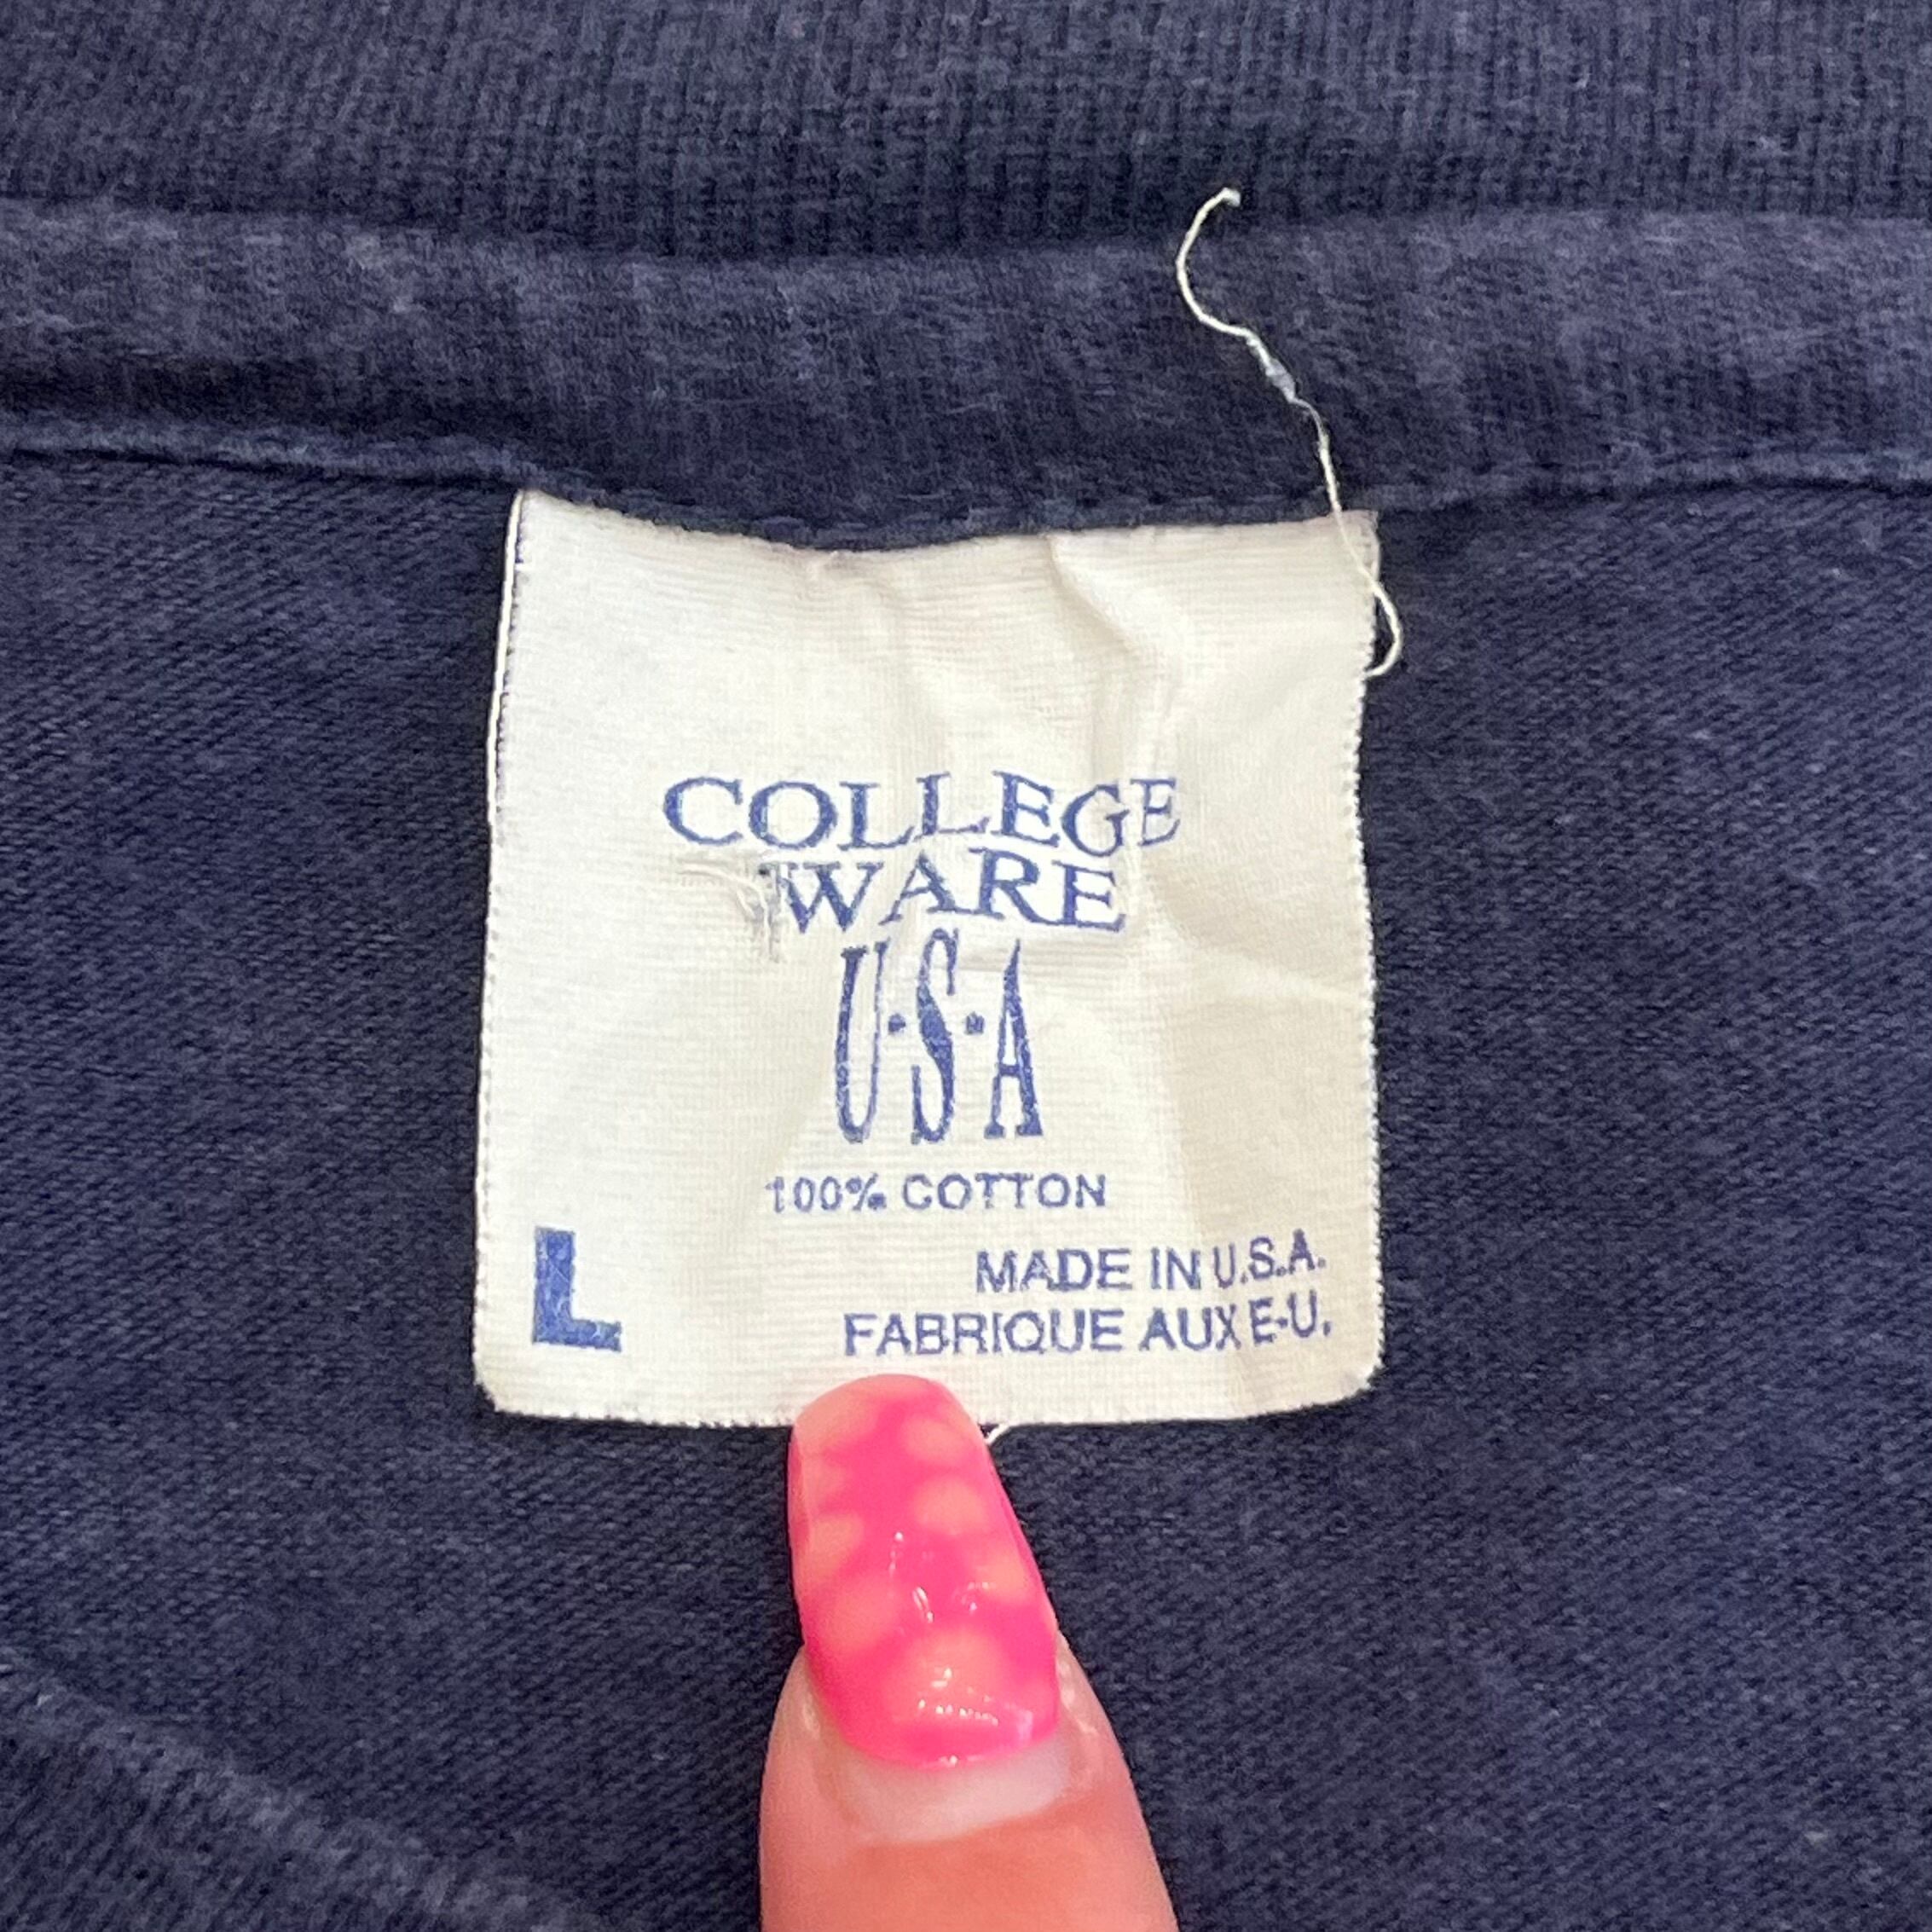 COLLEGE
WARE
U·S·A
100% COTTON
L
MADE IN U.S.A.
FABRIQUE AUX E-U.